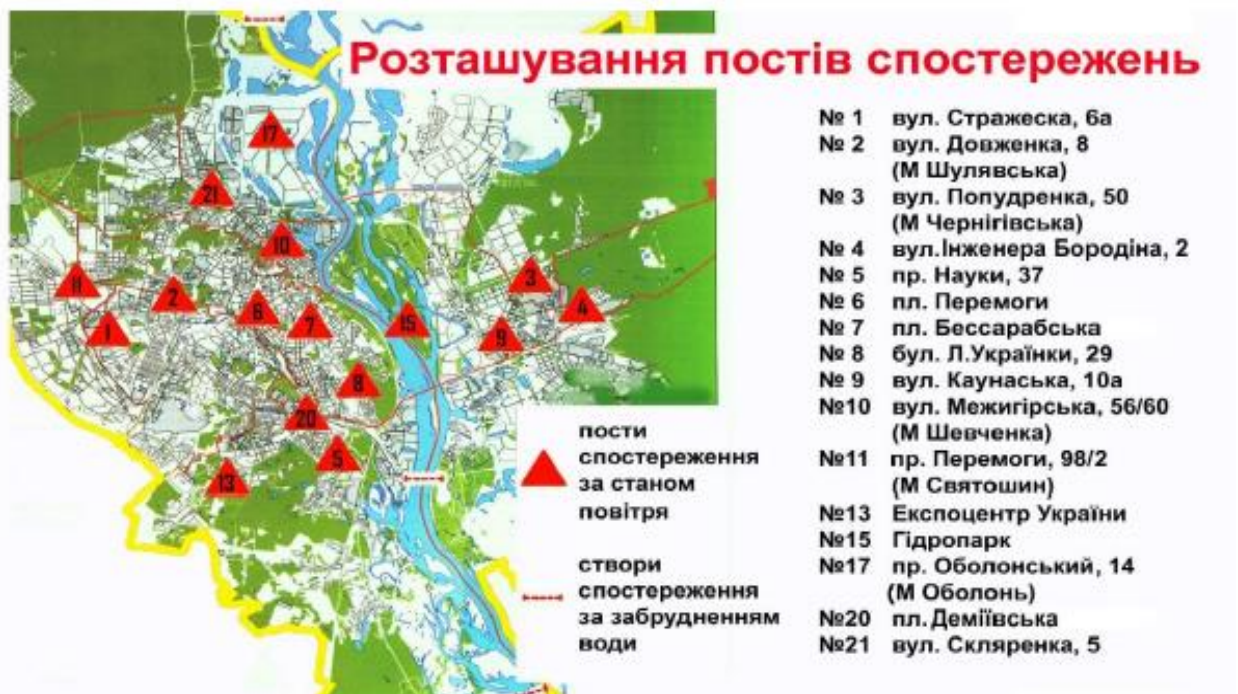 Розташування постів спостережень
№ 1 вул. Стражеска, 6а
№ 2 вул. Довженка, 8
(М Шулявська)
№ 3 вул. Попудренка, 50
(М Чернігівська)
№ 4 вул.Інженера Бородіна, 2
№ 5 пр. Науки, 37
№ 6 пл. Перемоги
№ 7 пл. Бессарабська
№ 8 бул. Л.Українки, 29
№ 9 вул. Каунаська, 10а
№10 вул. Межигірська, 56/60
(М Шевченка)
№11 пр. Перемоги, 98/2
(М Святошин)
№13 Експоцентр України
№15 Гідропарк
№17 пр. Оболонський, 14
(М Оболонь)
№20 пл.Деміївська
№21 вул. Скляренка, 5
17
21
10
11
2
6
7
1
15
3
4
9
8
20
5
13
пости
спостереження
за станом
повітря
створи
спостереження
за забрудненням
води